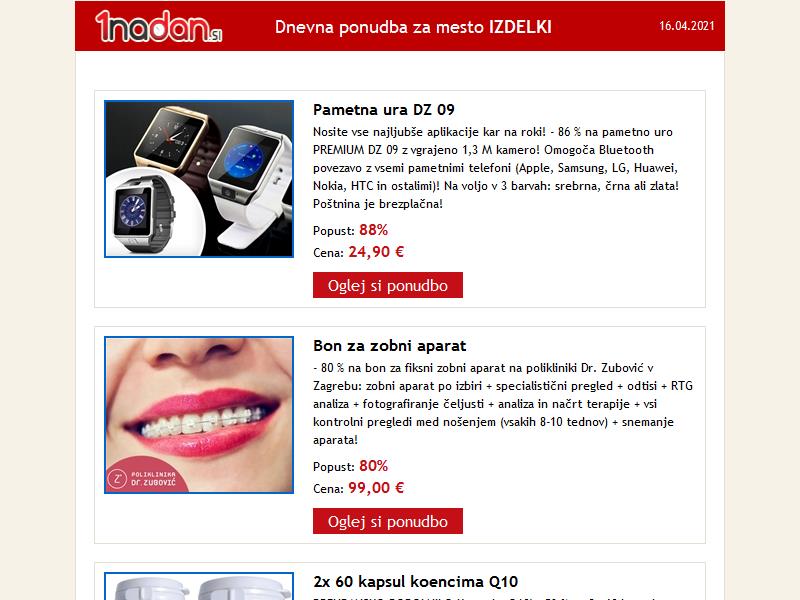 1nadan.si
Dnevna ponudba za mesto IZDELKI
16.04.2021
Pametna ura DZ 09
Nosite vse najljubše aplikacije kar na roki! - 86 % na pametno uro
PREMIUM DZ 09 z vgrajeno 1,3 M kamero! Omogoča Bluetooth
povezavo z vsemi pametnimi telefoni (Apple, Samsung, LG, Huawei,
Nokia, HTC in ostalimi)! Na voljo v 3 barvah: srebrna, črna ali zlata!
Poštnina je brezplačna!
Popust: 88%
Cena: 24,90 €
Oglej si ponudbo
Bon za zobni aparat
- 80 % na bon za fiksni zobni aparat na polikliniki Dr. Zubović v
Zagrebu: zobni aparat po izbiri + specialistični pregled + odtisi + RTG
analiza + fotografiranje čeljusti + analiza in načrt terapije + vsi
kontrolni pregledi med nošenjem (vsakih 8-10 tednov) + snemanje
aparata!
POLIKLINIKA
DR. ZUBOVIĆ
Popust: 80%
Cena: 99,00 €
Oglej si ponudbo
2x 60 kapsul koencima Q10